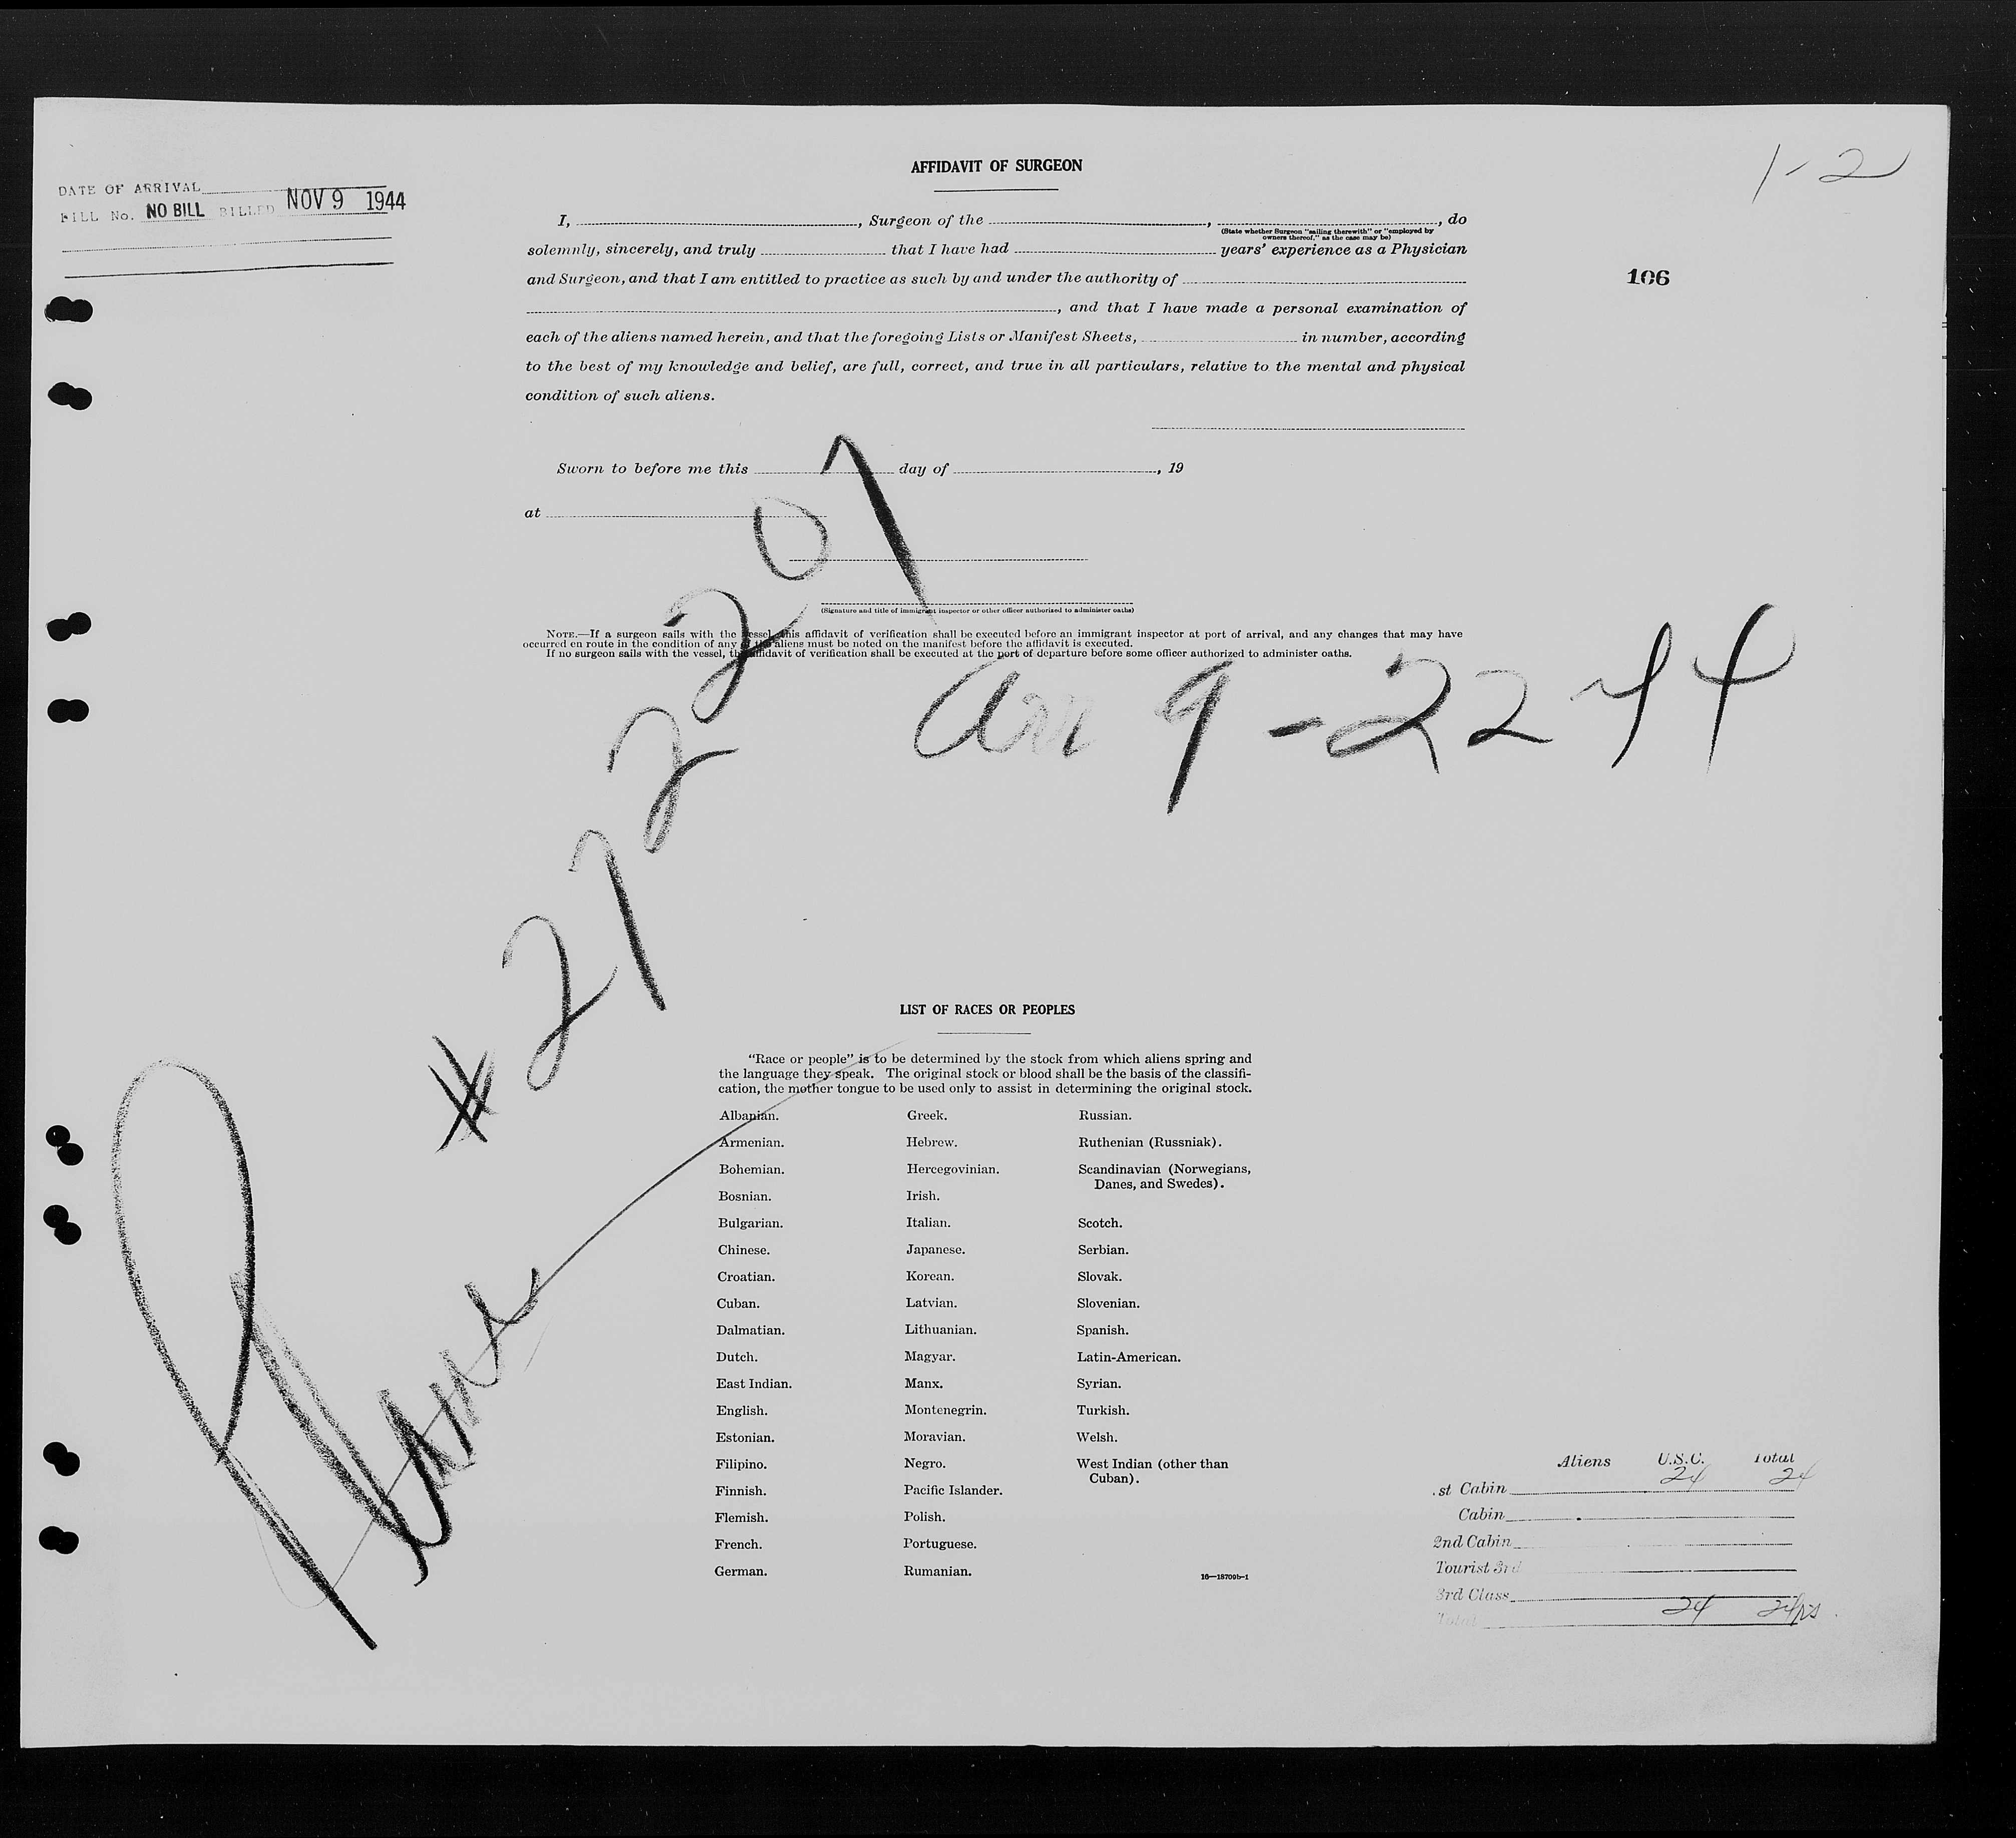 AFFIDAVIT OF SURGEON
1-2
DATE OF ARRIVAL
BILL No. NO BILL BILLED NOV 9 1944
106
I, , Surgeon of the , , do
(State whether Surgeon "sailing therewith" or "employed by
owners thereof," as the case may be)
solemnly, sincerely, and truly that I have had years' experience as a Physician
and Surgeon, and that I am entitled to practice as such by and under the authority of
, and that I have made a personal examination of
each of the aliens named herein, and that the foregoing Lists or Manifest Sheets, in number, according
to the best of my knowledge and belief, are full, correct, and true in all particulars, relative to the mental and physical
condition of such aliens.
Sworn to before me this day of , 19
at
(Signature and title of immigrant inspector or other officer authorized to administer oaths)
NOTE.—If a surgeon sails with the vessel, this affidavit of verification shall be executed before an immigrant inspector at port of arrival, and any changes that may have
occurred en route in the condition of any of the aliens must be noted on the manifest before the affidavit is executed.
If no surgeon sails with the vessel, the affidavit of verification shall be executed at the port of departure before some officer authorized to administer oaths.
arr 9-22 44
Plane #272207
LIST OF RACES OR PEOPLES
"Race or people" is to be determined by the stock from which aliens spring and
the language they speak. The original stock or blood shall be the basis of the classifi-
cation, the mother tongue to be used only to assist in determining the original stock.
Albanian.
Armenian.
Bohemian.
Bosnian.
Bulgarian.
Chinese.
Croatian.
Cuban.
Dalmatian.
Dutch.
East Indian.
English.
Estonian.
Filipino.
Finnish.
Flemish.
French.
German.
Greek.
Hebrew.
Hercegovinian.
Irish.
Italian.
Japanese.
Korean.
Latvian.
Lithuanian.
Magyar.
Manx.
Montenegrin.
Moravian.
Negro.
Pacific Islander.
Polish.
Portuguese.
Rumanian.
Russian.
Ruthenian (Russniak).
Scandinavian (Norwegians,
Danes, and Swedes).
Scotch.
Serbian.
Slovak.
Slovenian.
Spanish.
Latin-American.
Syrian.
Turkish.
Welsh.
West Indian (other than
Cuban).
16—18709b-1
Aliens U.S.C. Total
st Cabin 24 24
Cabin
2nd Cabin
Tourist 3rd
3rd Class
Total 24 24